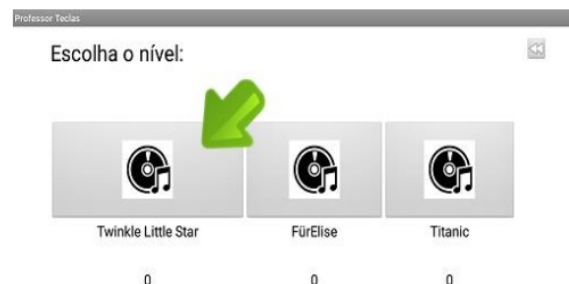 Professor Teclas
Escolha o nível:
Twinkle Little Star FürElise Titanic
0 0 0